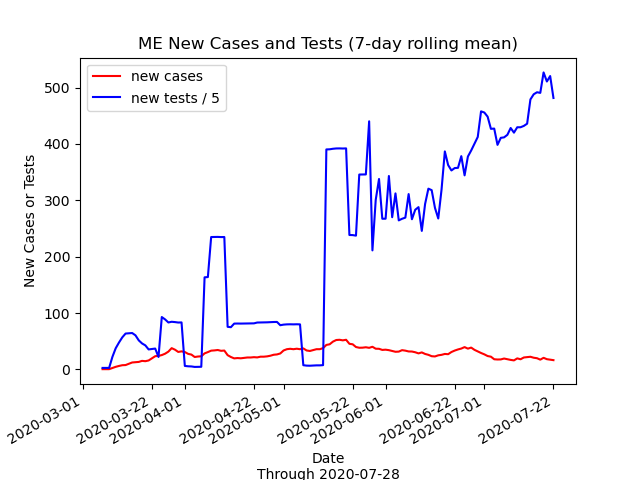 ME New Cases and Tests (7-day rolling mean)
new cases
new tests / 5
New Cases or Tests
500
400
300
200
100
0
2020-03-01
2020-03-22
2020-04-01
2020-04-22
2020-05-01
2020-05-22
2020-06-01
2020-06-22
2020-07-01
2020-07-22
Date
Through 2020-07-28